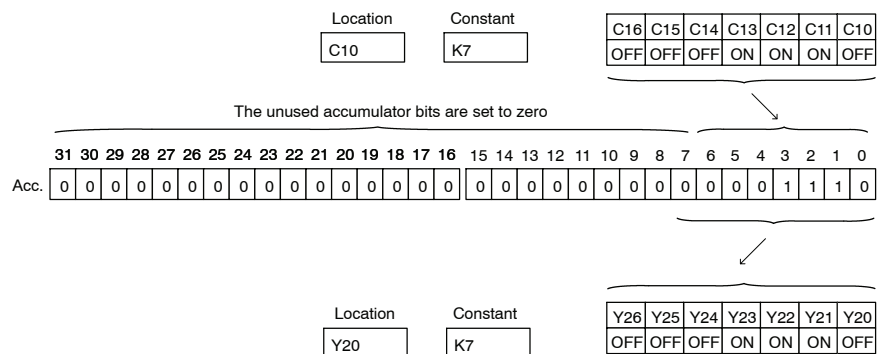 Location Constant
C10 K7
C16 C15 C14 C13 C12 C11 C10
OFF OFF OFF ON ON ON OFF
The unused accumulator bits are set to zero
31 30 29 28 27 26 25 24 23 22 21 20 19 18 17 16 15 14 13 12 11 10 9 8 7 6 5 4 3 2 1 0
Acc. 0 0 0 0 0 0 0 0 0 0 0 0 0 0 0 0 0 0 0 0 0 0 0 0 0 0 0 0 1 1 1 0
Location Constant
Y20 K7
Y26 Y25 Y24 Y23 Y22 Y21 Y20
OFF OFF OFF ON ON ON OFF